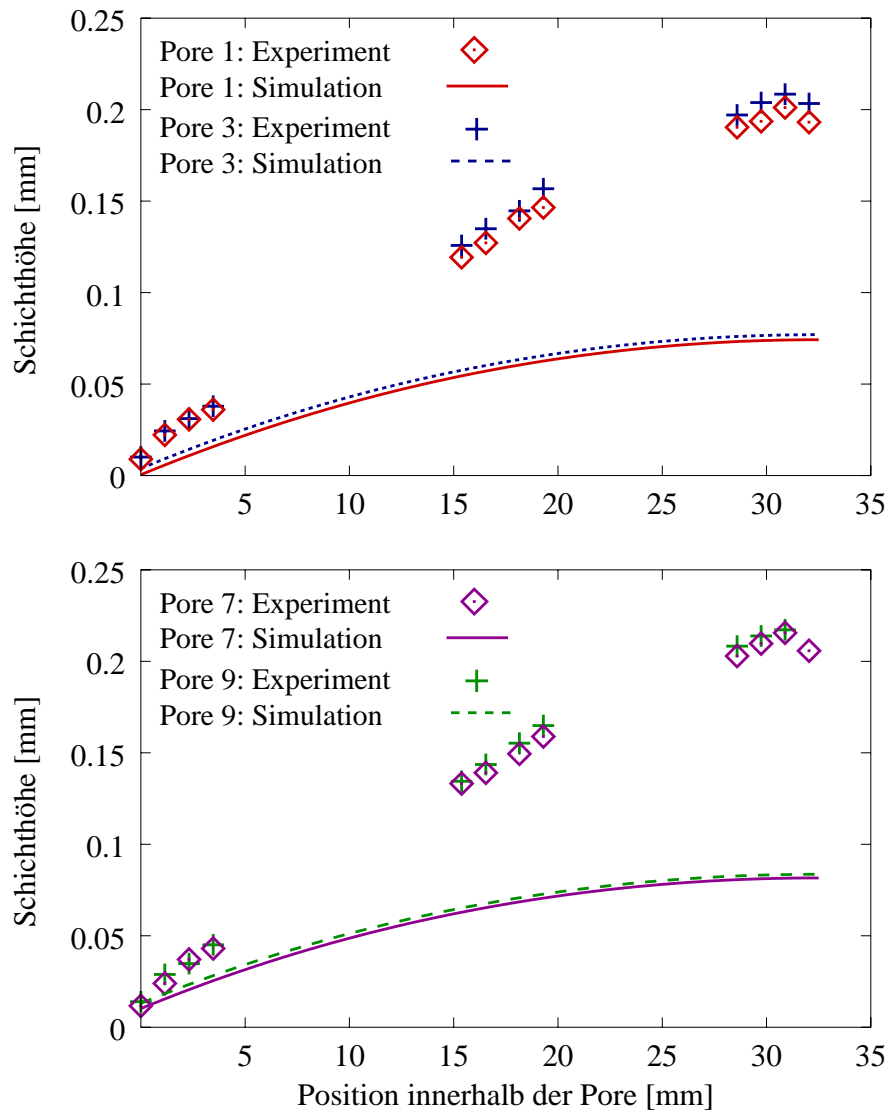 0.25
0.2
0.15
0.1
0.05
0
Schichthöhe [mm]
Pore 1: Experiment
Pore 1: Simulation
Pore 3: Experiment
Pore 3: Simulation
5 10 15 20 25 30 35
0.25
0.2
0.15
0.1
0.05
0
Schichthöhe [mm]
Pore 7: Experiment
Pore 7: Simulation
Pore 9: Experiment
Pore 9: Simulation
5 10 15 20 25 30 35
Position innerhalb der Pore [mm]